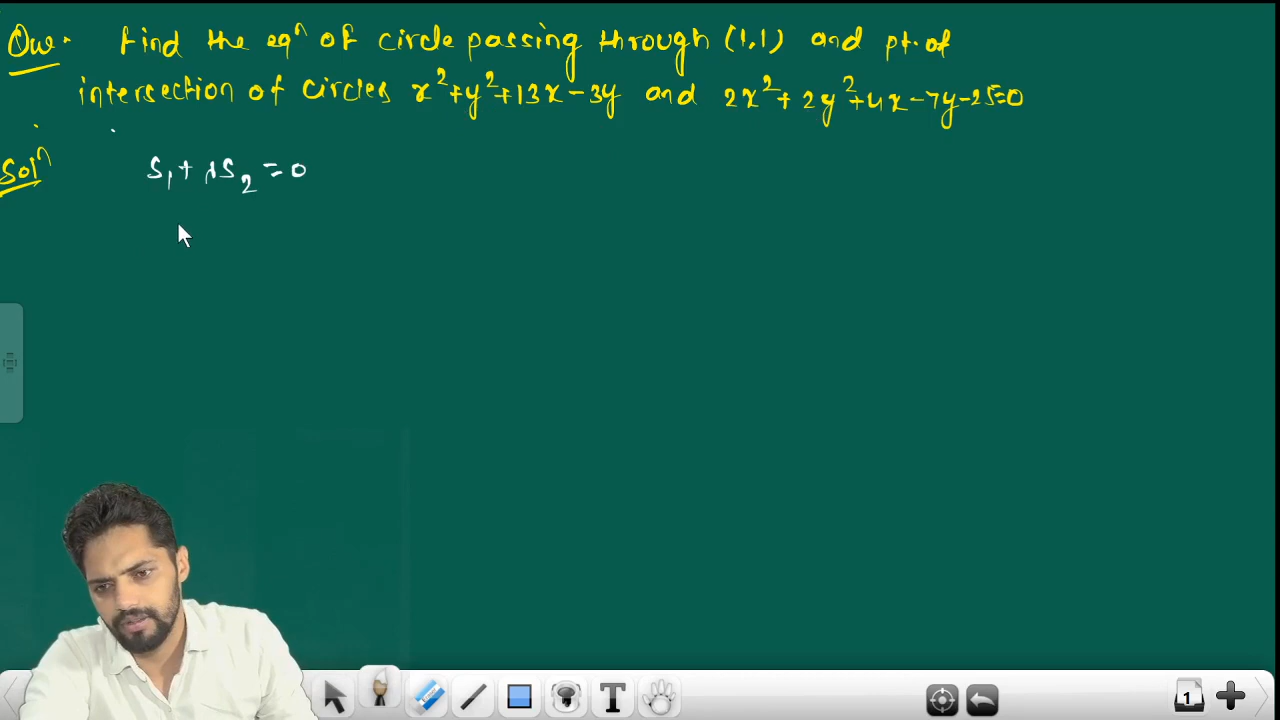 Que. Find the eqⁿ of circle passing through (1,1) and pt. of
intersection of circles x²+y²+13x-3y and 2x²+2y²+4x-7y-25=0
Solⁿ
S₁+λS₂=0
T
1